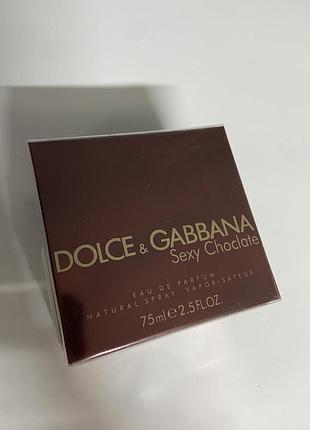 DOLCE & GABBANA
Sexy Choclate
EAU DE PARFUM
NATURAL SPRAY - VAPORISATEUR
75ml e 2.5FL.OZ.